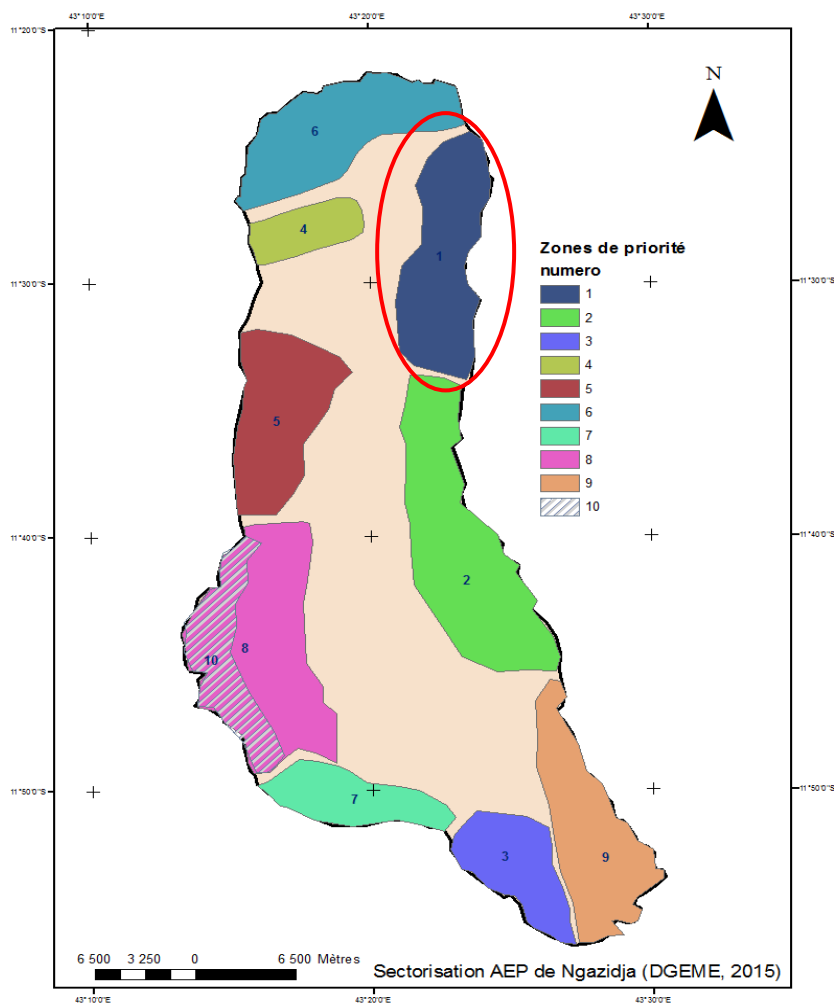 43°10'0"E 43°20'0"E 43°30'0"E
11°20'0"S 11°20'0"S
N
6
4
1
Zones de priorité
numero
1
2
3
4
5
6
7
8
9
10
11°30'0"S 11°30'0"S
5
11°40'0"S 11°40'0"S
2
8
10
11°50'0"S 11°50'0"S
7
3
9
6 500 3 250 0 6 500 Mètres
Sectorisation AEP de Ngazidja (DGEME, 2015)
43°10'0"E 43°20'0"E 43°30'0"E